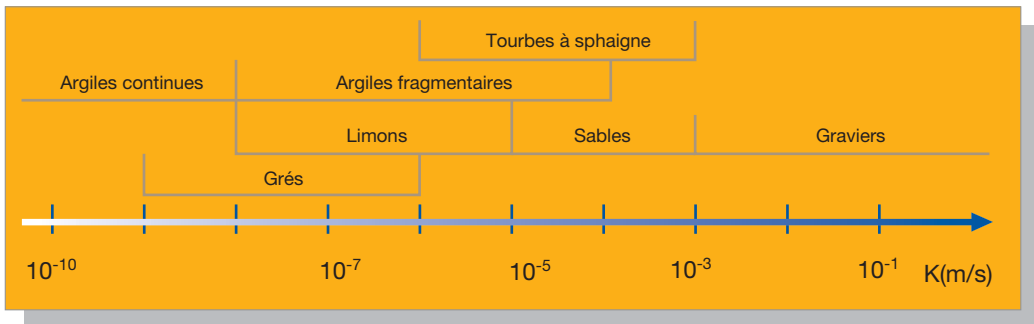 Tourbes à sphaigne
Argiles continues Argiles fragmentaires
Limons Sables Graviers
Grés
10⁻¹⁰ 10⁻⁷ 10⁻⁵ 10⁻³ 10⁻¹ K(m/s)